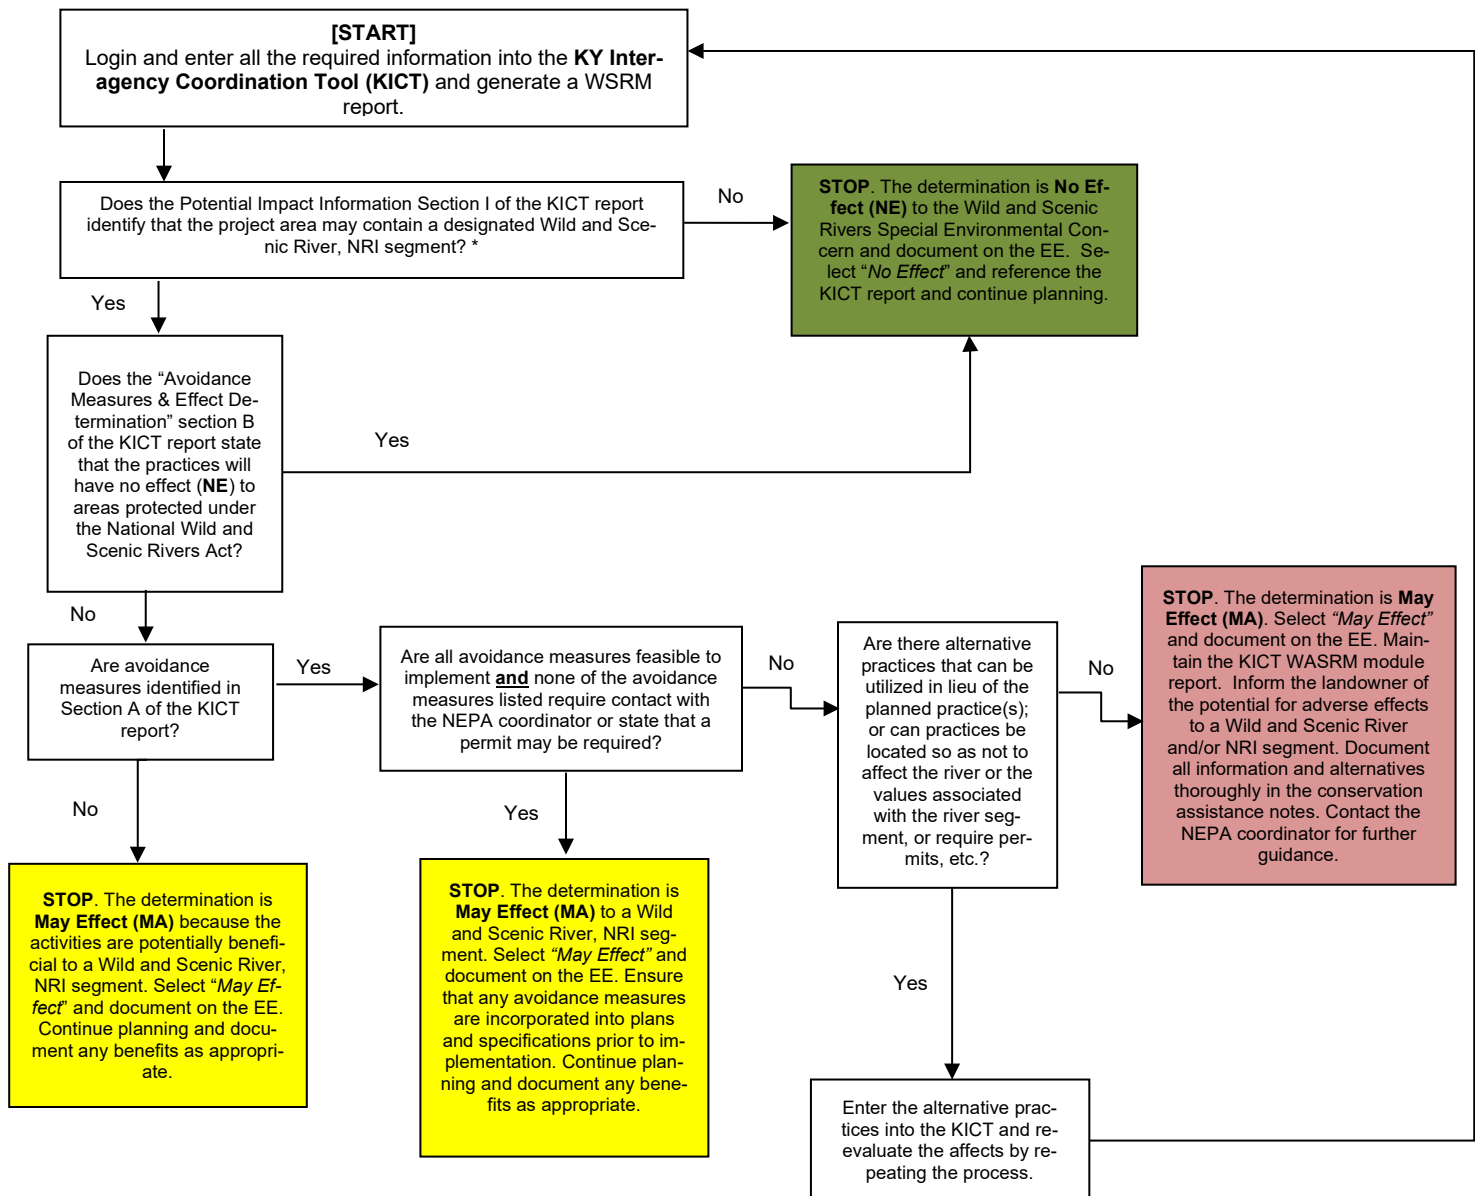 [START]
Login and enter all the required information into the KY Inter-
agency Coordination Tool (KICT) and generate a WSRM
report.
Does the Potential Impact Information Section I of the KICT report
identify that the project area may contain a designated Wild and Sce-
nic River, NRI segment? *
No
STOP. The determination is No Ef-
fect (NE) to the Wild and Scenic
Rivers Special Environmental Con-
cern and document on the EE.  Se-
lect “No Effect” and reference the
KICT report and continue planning.
Yes
Does the “Avoidance
Measures & Effect De-
termination” section B
of the KICT report state
that the practices will
have no effect (NE) to
areas protected under
the National Wild and
Scenic Rivers Act?
Yes
No
Are avoidance
measures identified in
Section A of the KICT
report?
Yes
Are all avoidance measures feasible to
implement and none of the avoidance
measures listed require contact with
the NEPA coordinator or state that a
permit may be required?
No
Are there alternative
practices that can be
utilized in lieu of the
planned practice(s);
or can practices be
located so as not to
affect the river or the
values associated
with the river seg-
ment, or require per-
mits, etc.?
No
STOP. The determination is May
Effect (MA). Select “May Effect”
and document on the EE. Main-
tain the KICT WASRM module
report.  Inform the landowner of
the potential for adverse effects
to a Wild and Scenic River
and/or NRI segment. Document
all information and alternatives
thoroughly in the conservation
assistance notes. Contact the
NEPA coordinator for further
guidance.
No
STOP. The determination is
May Effect (MA) because the
activities are potentially benefi-
cial to a Wild and Scenic River,
NRI segment. Select “May Ef-
fect” and document on the EE.
Continue planning and docu-
ment any benefits as appropri-
ate.
Yes
STOP. The determination is
May Effect (MA) to a Wild
and Scenic River, NRI seg-
ment. Select “May Effect” and
document on the EE. Ensure
that any avoidance measures
are incorporated into plans
and specifications prior to im-
plementation. Continue plan-
ning and document any bene-
fits as appropriate.
Yes
Enter the alternative prac-
tices into the KICT and re-
evaluate the affects by re-
peating the process.